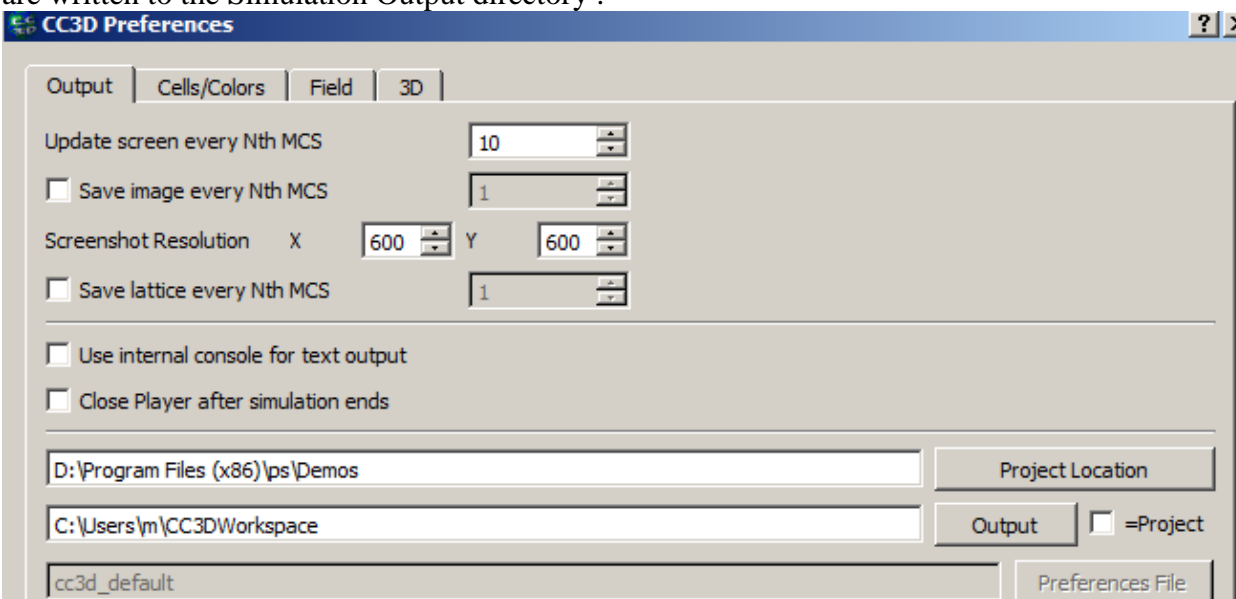 are written to the Simulation Output directory .
CC3D Preferences ?
Output Cells/Colors Field 3D
Update screen every Nth MCS 10
Save image every Nth MCS 1
Screenshot Resolution X 600 Y 600
Save lattice every Nth MCS 1
Use internal console for text output
Close Player after simulation ends
D:\Program Files (x86)\ps\Demos Project Location
C:\Users\m\CC3DWorkspace Output =Project
cc3d_default Preferences File